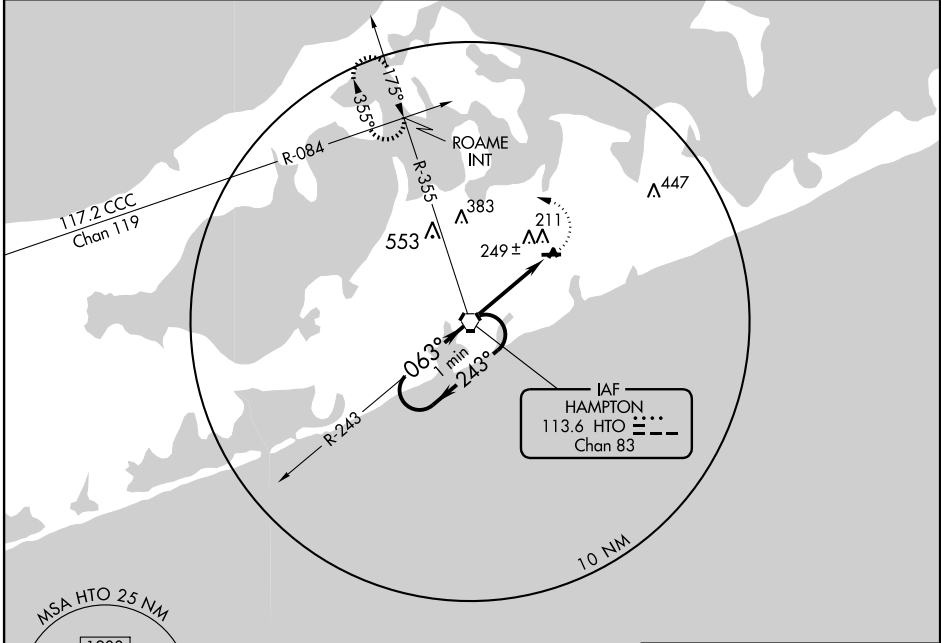 175°
355°
R-084
ROAME
INT
R-355
117.2 CCC
Chan 119
447
383
553
211
249 ±
063°
1 min
243°
R-243
IAF
HAMPTON
113.6 HTO
Chan 83
10 NM
MSA HTO 25 NM